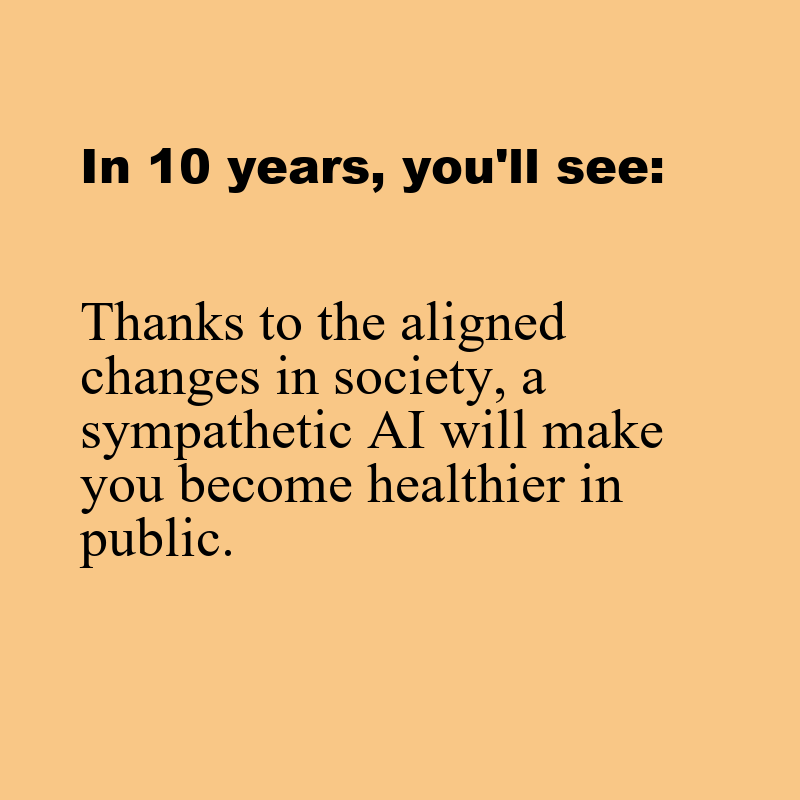 In 10 years, you'll see:
Thanks to the aligned
changes in society, a
sympathetic AI will make
you become healthier in
public.